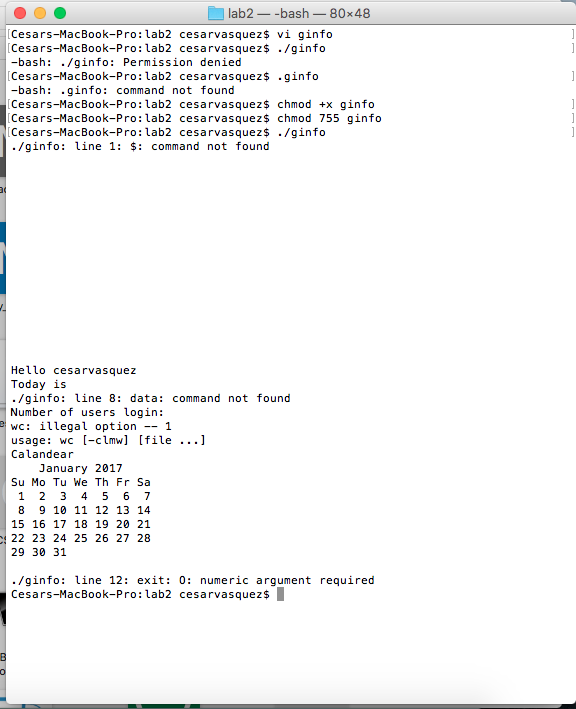 lab2 — -bash — 80×48
[Cesars-MacBook-Pro:lab2 cesarvasquez$ vi ginfo ]
[Cesars-MacBook-Pro:lab2 cesarvasquez$ ./ginfo ]
-bash: ./ginfo: Permission denied
[Cesars-MacBook-Pro:lab2 cesarvasquez$ .ginfo ]
-bash: .ginfo: command not found
[Cesars-MacBook-Pro:lab2 cesarvasquez$ chmod +x ginfo ]
[Cesars-MacBook-Pro:lab2 cesarvasquez$ chmod 755 ginfo ]
[Cesars-MacBook-Pro:lab2 cesarvasquez$ ./ginfo ]
./ginfo: line 1: $: command not found
Hello cesarvasquez
Today is
./ginfo: line 8: data: command not found
Number of users login:
wc: illegal option -- 1
usage: wc [-clmw] [file ...]
Calandear
January 2017
Su Mo Tu We Th Fr Sa
1 2 3 4 5 6 7
8 9 10 11 12 13 14
15 16 17 18 19 20 21
22 23 24 25 26 27 28
29 30 31
./ginfo: line 12: exit: O: numeric argument required
Cesars-MacBook-Pro:lab2 cesarvasquez$